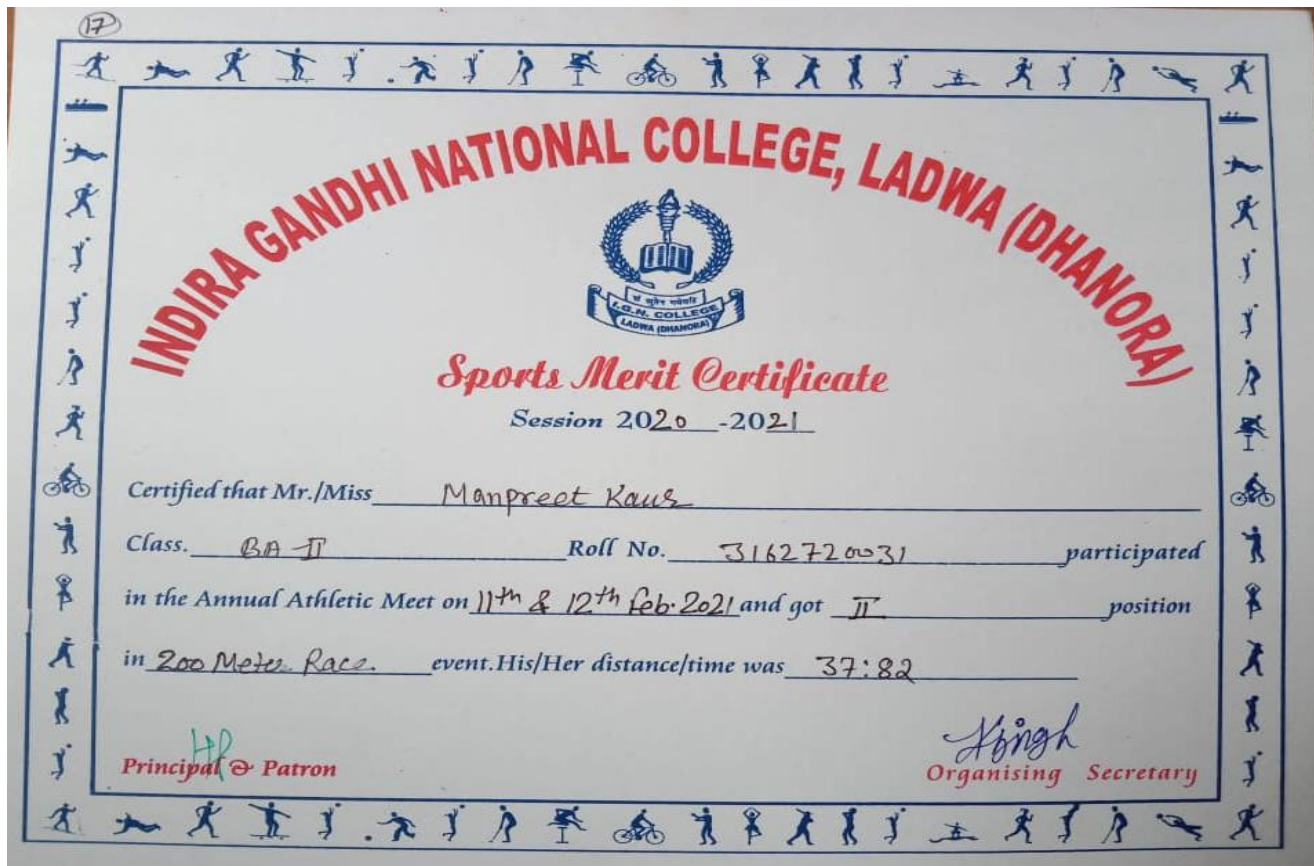 17
INDIRA GANDHI NATIONAL COLLEGE, LADWA (DHANORA)
I.G.N. COLLEGE
LADWA (DHANORA)
Sports Merit Certificate
Session 2020 -2021
Certified that Mr./Miss Manpreet Kaur
Class. BA-II Roll No. 3162720031 participated
in the Annual Athletic Meet on 11th & 12th Feb. 2021 and got II position
in 200 Meter Race. event.His/Her distance/time was 37:82
Principal & Patron
Organising Secretary